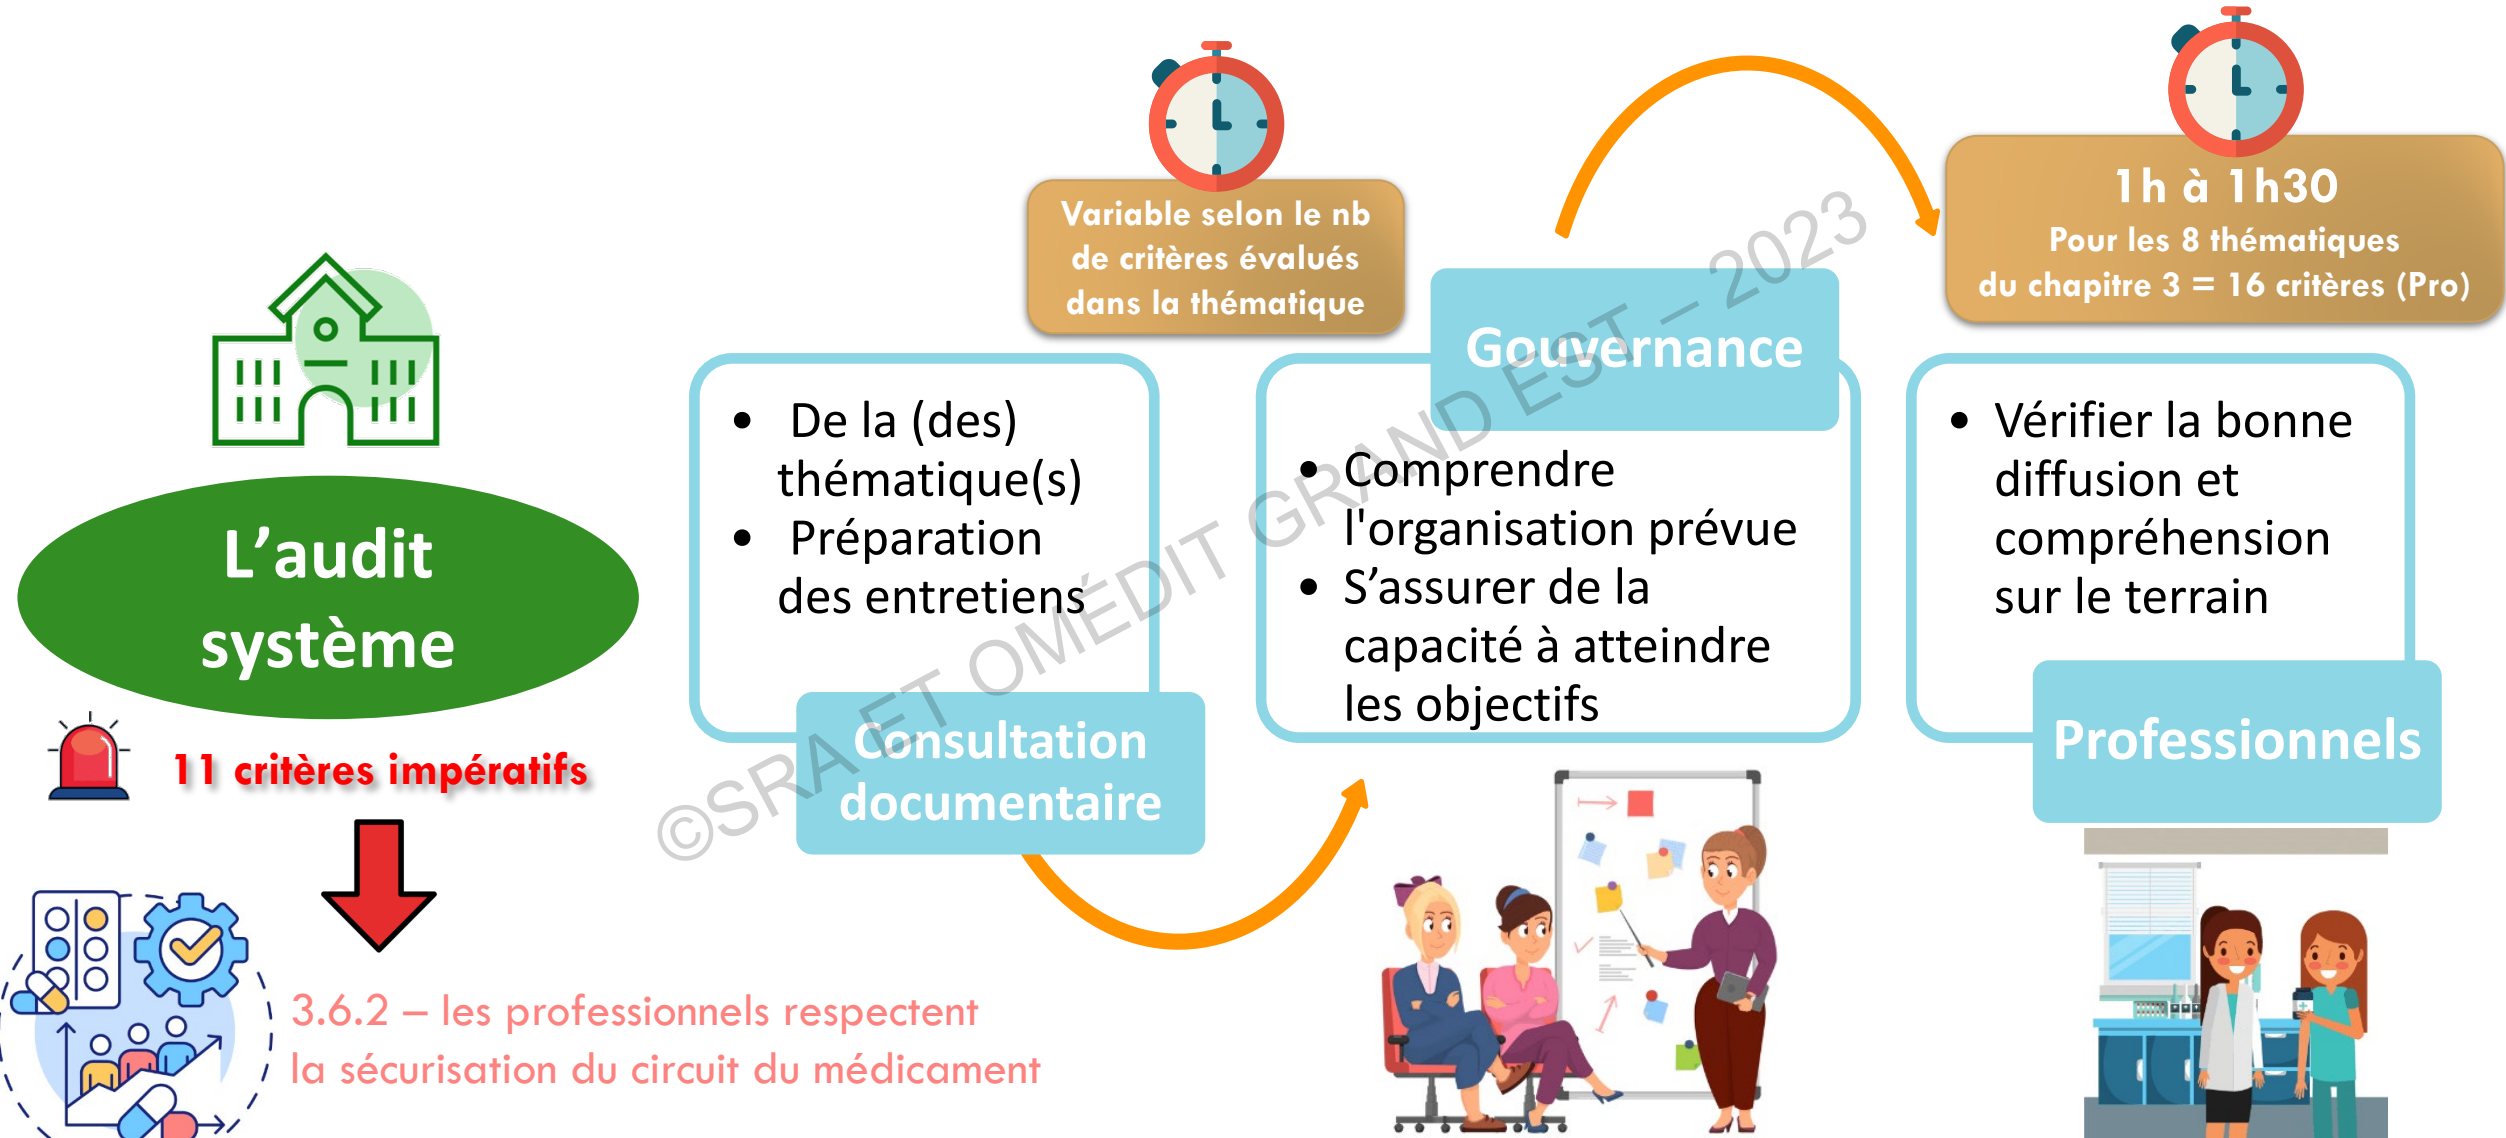 L’audit
système
11 critères impératifs
3.6.2 – les professionnels respectent
la sécurisation du circuit du médicament
Variable selon le nb
de critères évalués
dans la thématique
• De la (des)
thématique(s)
• Préparation
des entretiens
Consultation
documentaire
Gouvernance
• Comprendre
l'organisation prévue
• S’assurer de la
capacité à atteindre
les objectifs
1h à 1h30
Pour les 8 thématiques
du chapitre 3 = 16 critères (Pro)
• Vérifier la bonne
diffusion et
compréhension
sur le terrain
Professionnels
©SRA ET OMÉDIT GRAND EST – 2023